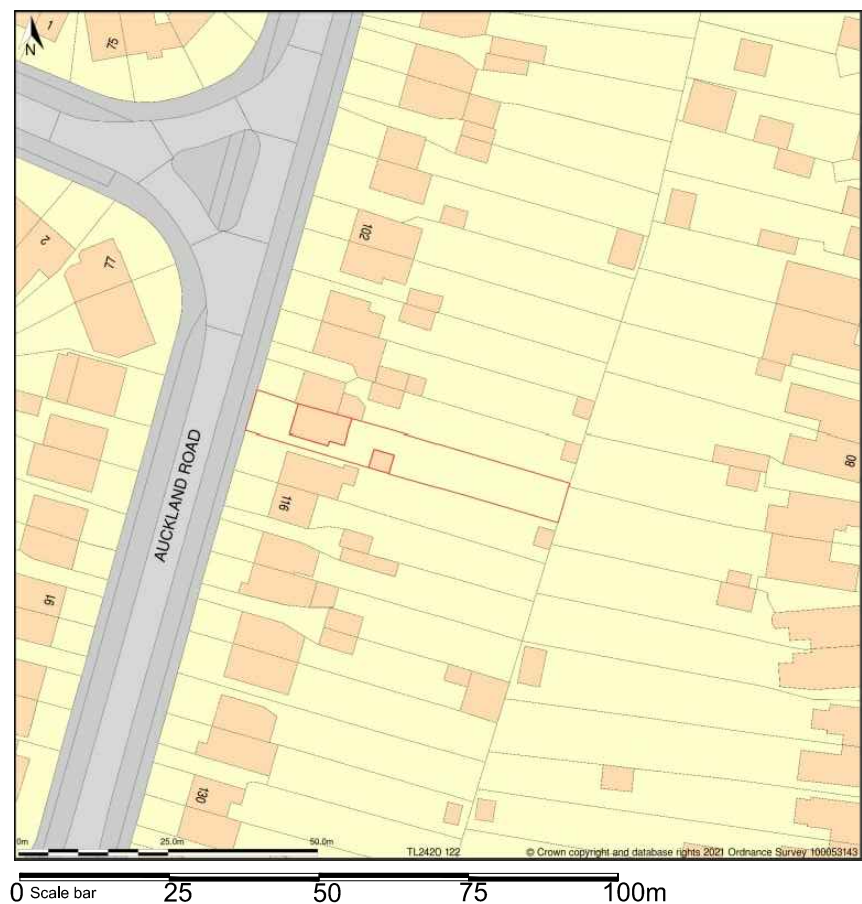 1
75
N
102
2
77
AUCKLAND ROAD
116
91
80
130
0m 25.0m 50.0m
TL2420 122
© Crown copyright and database rights 2021 Ordnance Survey 100053143
0 Scale bar 25 50 75 100m